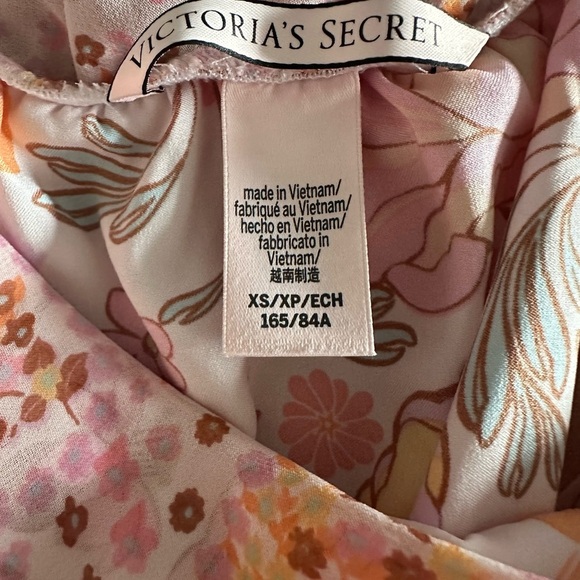 VICTORIA'S SECRET
made in Vietnam/
fabriqué au Vietnam/
hecho en Vietnam/
fabbricato in
Vietnam/
越南制造
XS/XP/ECH
165/84A